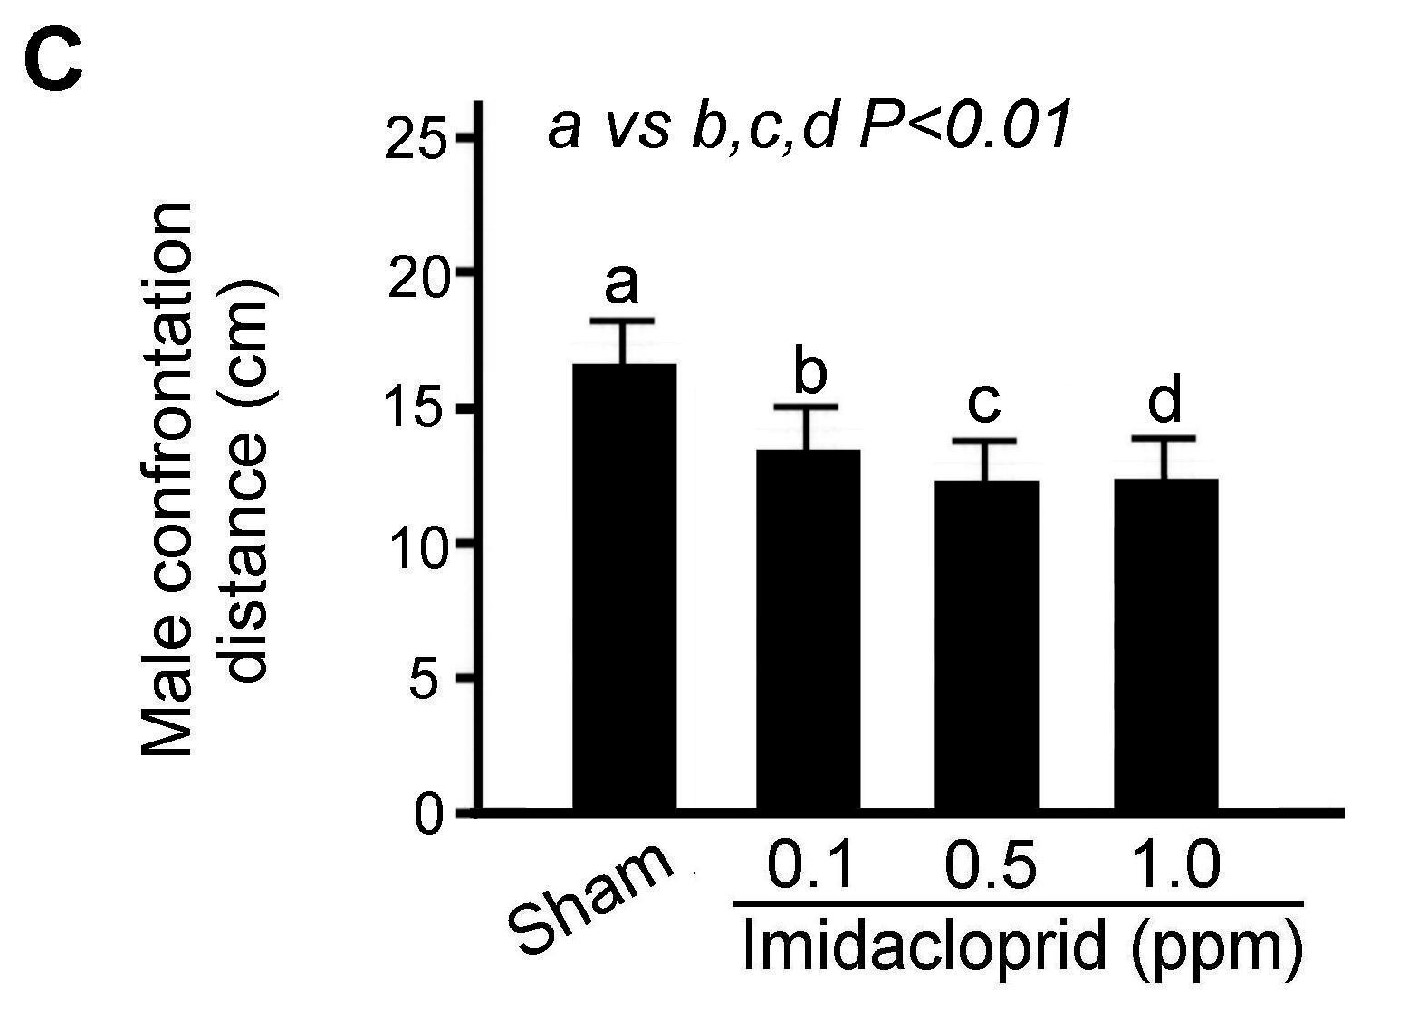 C
Male confrontation
distance (cm)
a vs b,c,d P<0.01
25
20
15
10
5
0
a
b
c
d
Sham
0.1 0.5 1.0
Imidacloprid (ppm)